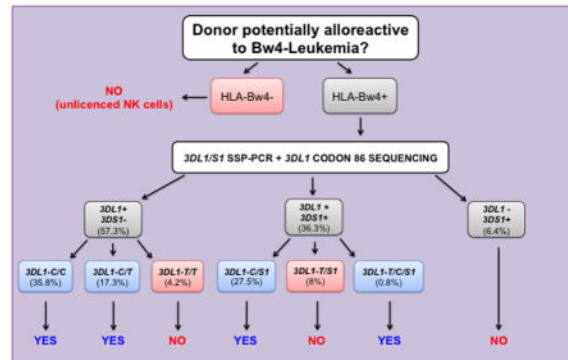 Donor potentially alloreactive
to Bw4-Leukemia?
NO
(unlicenced NK cells)
HLA-Bw4-
HLA-Bw4+
3DL1/S1 SSP-PCR + 3DL1 CODON 86 SEQUENCING
3DL1+
3DS1-
(57.3%)
3DL1 +
3DS1+
(36.3%)
3DL1 -
3DS1+
(6.4%)
3DL1-C/C
(35.8%)
3DL1-C/T
(17.3%)
3DL1-T/T
(4.2%)
3DL1-C/S1
(27.5%)
3DL1-T/S1
(8%)
3DL1-T/C/S1
(0.8%)
YES
YES
NO
YES
NO
YES
NO